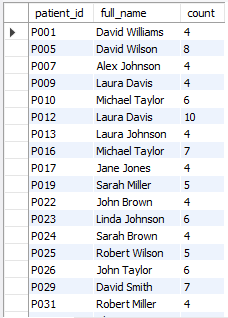 patient_id full_name count
P001 David Williams 4
P005 David Wilson 8
P007 Alex Johnson 4
P009 Laura Davis 4
P010 Michael Taylor 6
P012 Laura Davis 10
P013 Laura Johnson 4
P016 Michael Taylor 7
P017 Jane Jones 4
P019 Sarah Miller 5
P022 John Brown 4
P023 Linda Johnson 6
P024 Sarah Brown 4
P025 Robert Wilson 5
P026 John Taylor 6
P029 David Smith 7
P031 Robert Miller 4